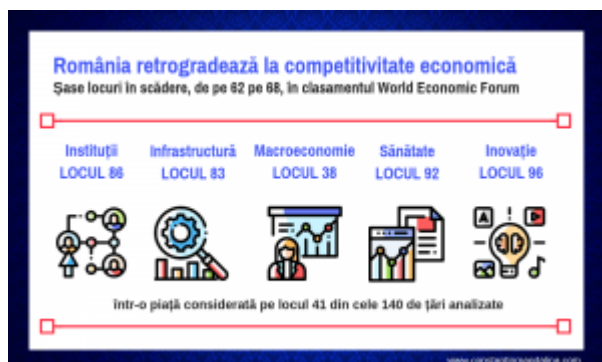 România retrogradează la competitivitate economică
Șase locuri în scădere, de pe 62 pe 68, în clasamentul World Economic Forum
Instituții Infrastructură Macroeconomie Sănătate Inovație
LOCUL 86 LOCUL 83 LOCUL 38 LOCUL 92 LOCUL 96
A
într-o piață considerată pe locul 41 din cele 140 de țări analizate